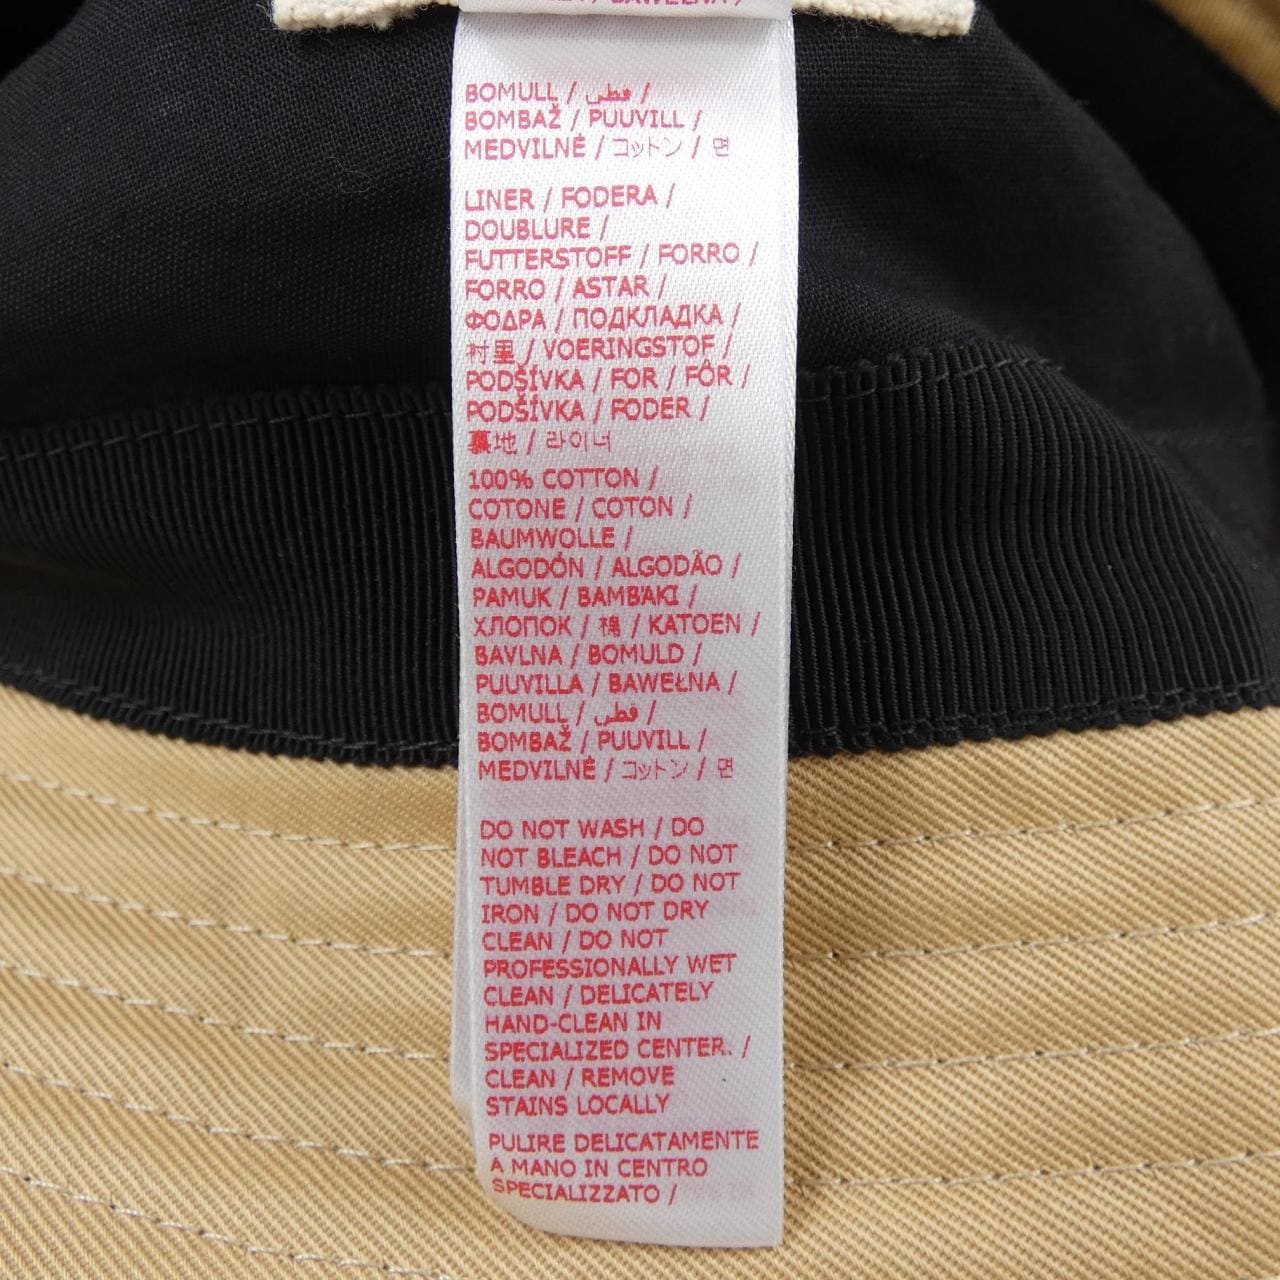 BAWEŁNA /
BOMULL / قطن /
BOMBAŽ / PUUVILL /
MEDVILNĖ / コットン / 면
LINER / FODERA /
DOUBLURE /
FUTTERSTOFF / FORRO /
FORRO / ASTAR /
ΦΟΔΡΑ / ПОДКЛАДКА /
衬里 / VOERINGSTOF /
PODŠÍVKA / FOR / FÔR /
PODŠÍVKA / FODER /
裏地 / 라이너
100% COTTON /
COTONE / COTON /
BAUMWOLLE /
ALGODÓN / ALGODÃO /
PAMUK / ΒΑΜΒΑΚΙ /
ХЛОПОК / 棉 / KATOEN /
BAVLNA / BOMULD /
PUUVILLA / BAWEŁNA /
BOMULL / قطن /
BOMBAŽ / PUUVILL /
MEDVILNĖ / コットン / 면
DO NOT WASH / DO
NOT BLEACH / DO NOT
TUMBLE DRY / DO NOT
IRON / DO NOT DRY
CLEAN / DO NOT
PROFESSIONALLY WET
CLEAN / DELICATELY
HAND-CLEAN IN
SPECIALIZED CENTER. /
CLEAN / REMOVE
STAINS LOCALLY
PULIRE DELICATAMENTE
A MANO IN CENTRO
SPECIALIZZATO /